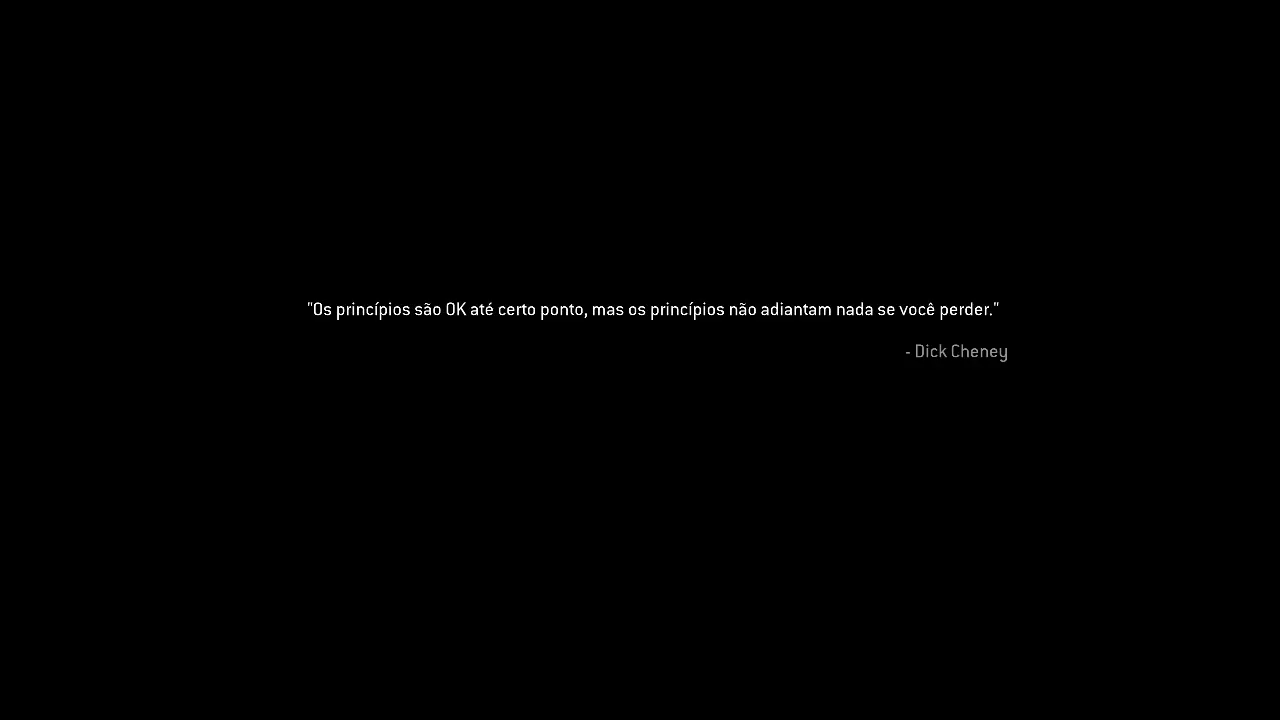 "Os princípios são OK até certo ponto, mas os princípios não adiantam nada se você perder."
- Dick Cheney